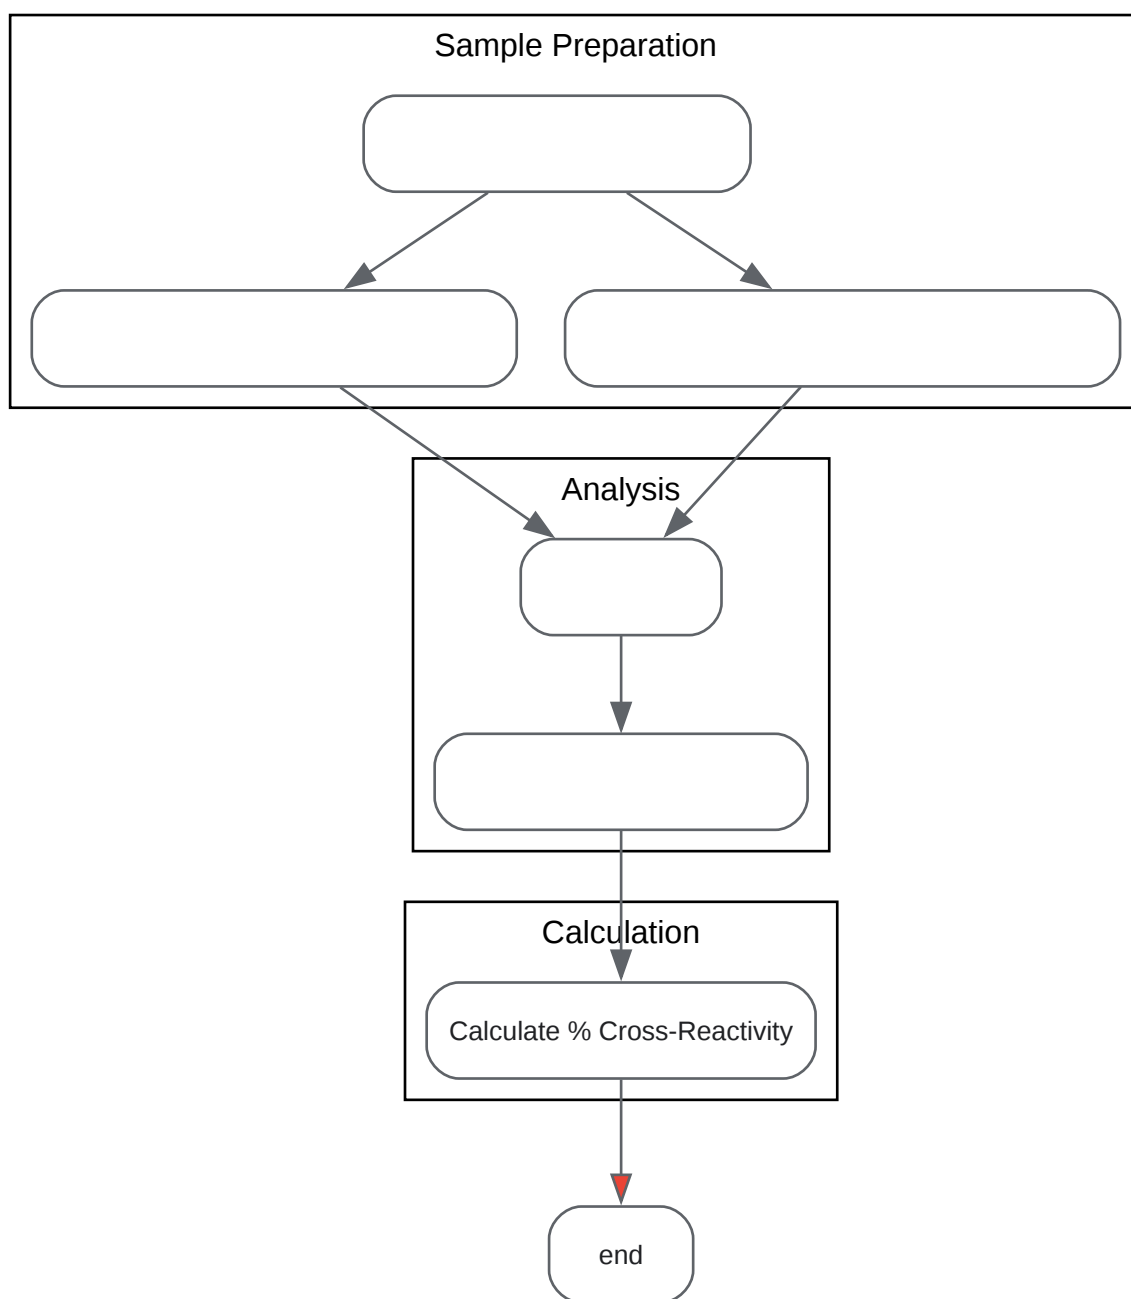 Sample Preparation
Analysis
Calculation
Calculate % Cross-Reactivity
end